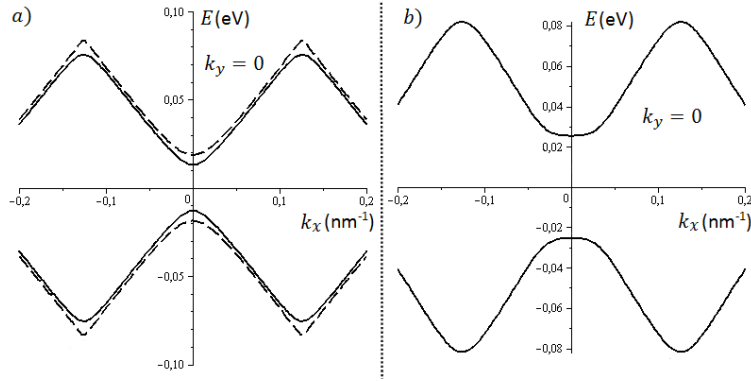 a)
E(eV)
0,10
k_y = 0
0,05
−0,2
−0,1
0
0,1
0,2
k_x(nm⁻¹)
−0,05
−0,10
b)
E(eV)
0,08
0,06
0,04
k_y = 0
0,02
−0,2
−0,1
0
0,1
0,2
k_x(nm⁻¹)
−0,02
−0,04
−0,06
−0,08